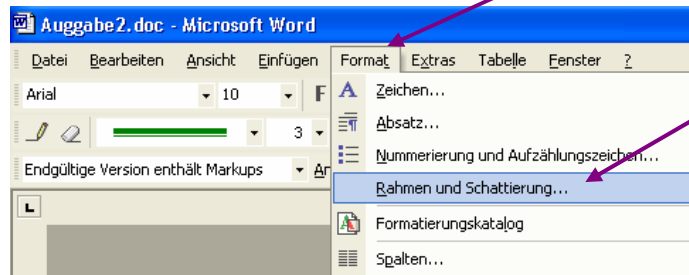 Auggabe2.doc - Microsoft Word
Datei Bearbeiten Ansicht Einfügen Format Extras Tabelle Fenster ?
Arial 10 F
Zeichen...
3
Absatz...
Nummerierung und Aufzählungszeichen...
Endgültige Version enthält Markups An
Rahmen und Schattierung...
Formatierungskatalog
Spalten...